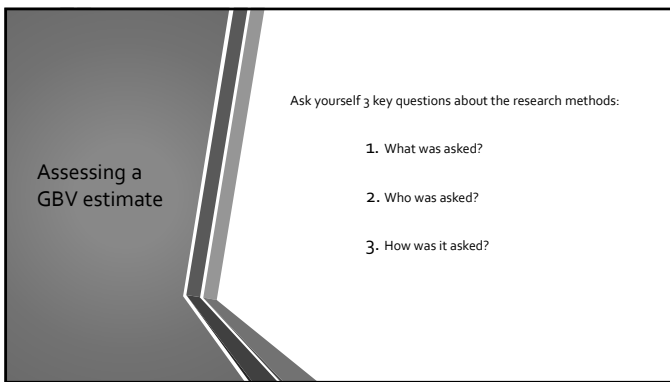 Assessing a
GBV estimate
Ask yourself 3 key questions about the research methods:
1. What was asked?
2. Who was asked?
3. How was it asked?